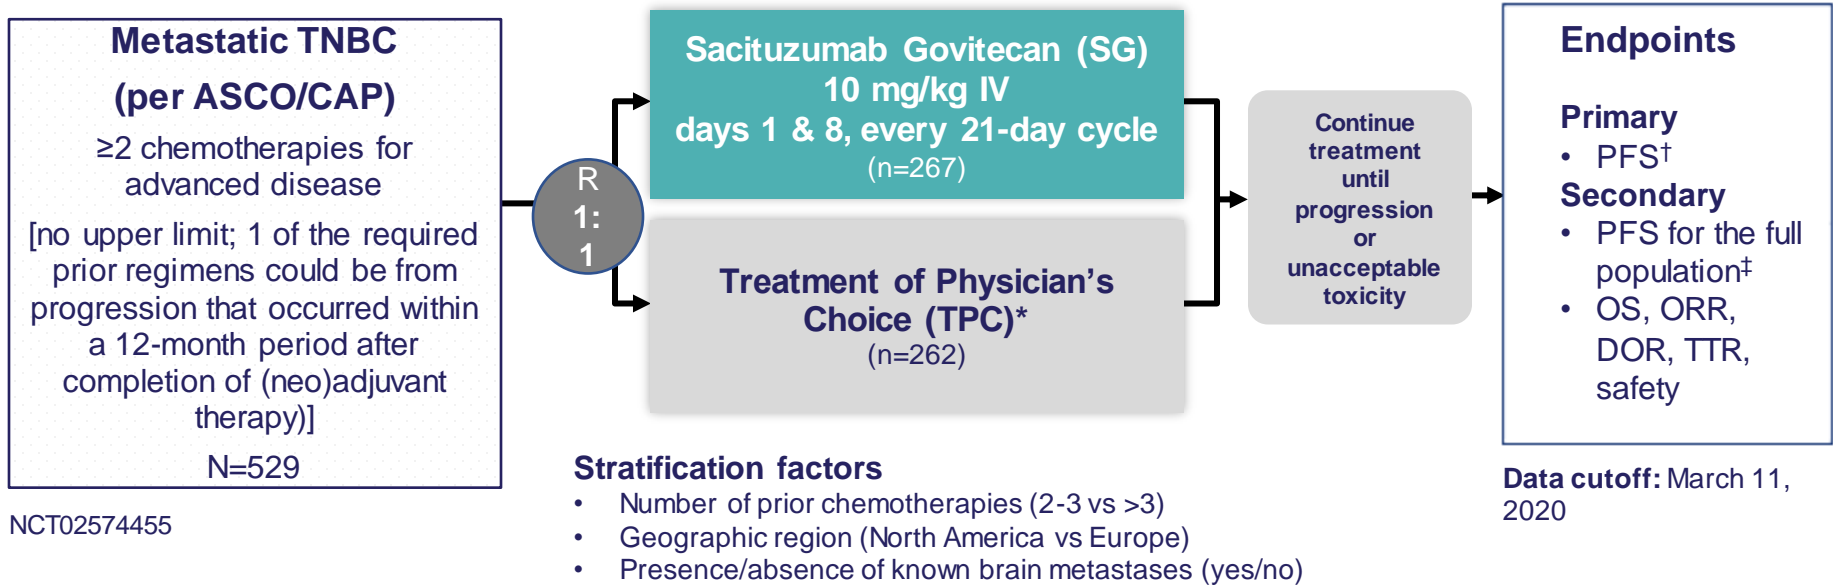 Metastatic TNBC
(per ASCO/CAP)
≥2 chemotherapies for
advanced disease
[no upper limit; 1 of the required
prior regimens could be from
progression that occurred within
a 12-month period after
completion of (neo)adjuvant
therapy)]
N=529
NCT02574455
R
1:
1
Sacituzumab Govitecan (SG)
10 mg/kg IV
days 1 & 8, every 21-day cycle
(n=267)
Treatment of Physician’s
Choice (TPC)*
(n=262)
Stratification factors
• Number of prior chemotherapies (2-3 vs >3)
• Geographic region (North America vs Europe)
• Presence/absence of known brain metastases (yes/no)
Continue
treatment
until
progression
or
unacceptable
toxicity
Endpoints
Primary
• PFS†
Secondary
• PFS for the full
population‡
• OS, ORR,
DOR, TTR,
safety
Data cutoff: March 11,
2020